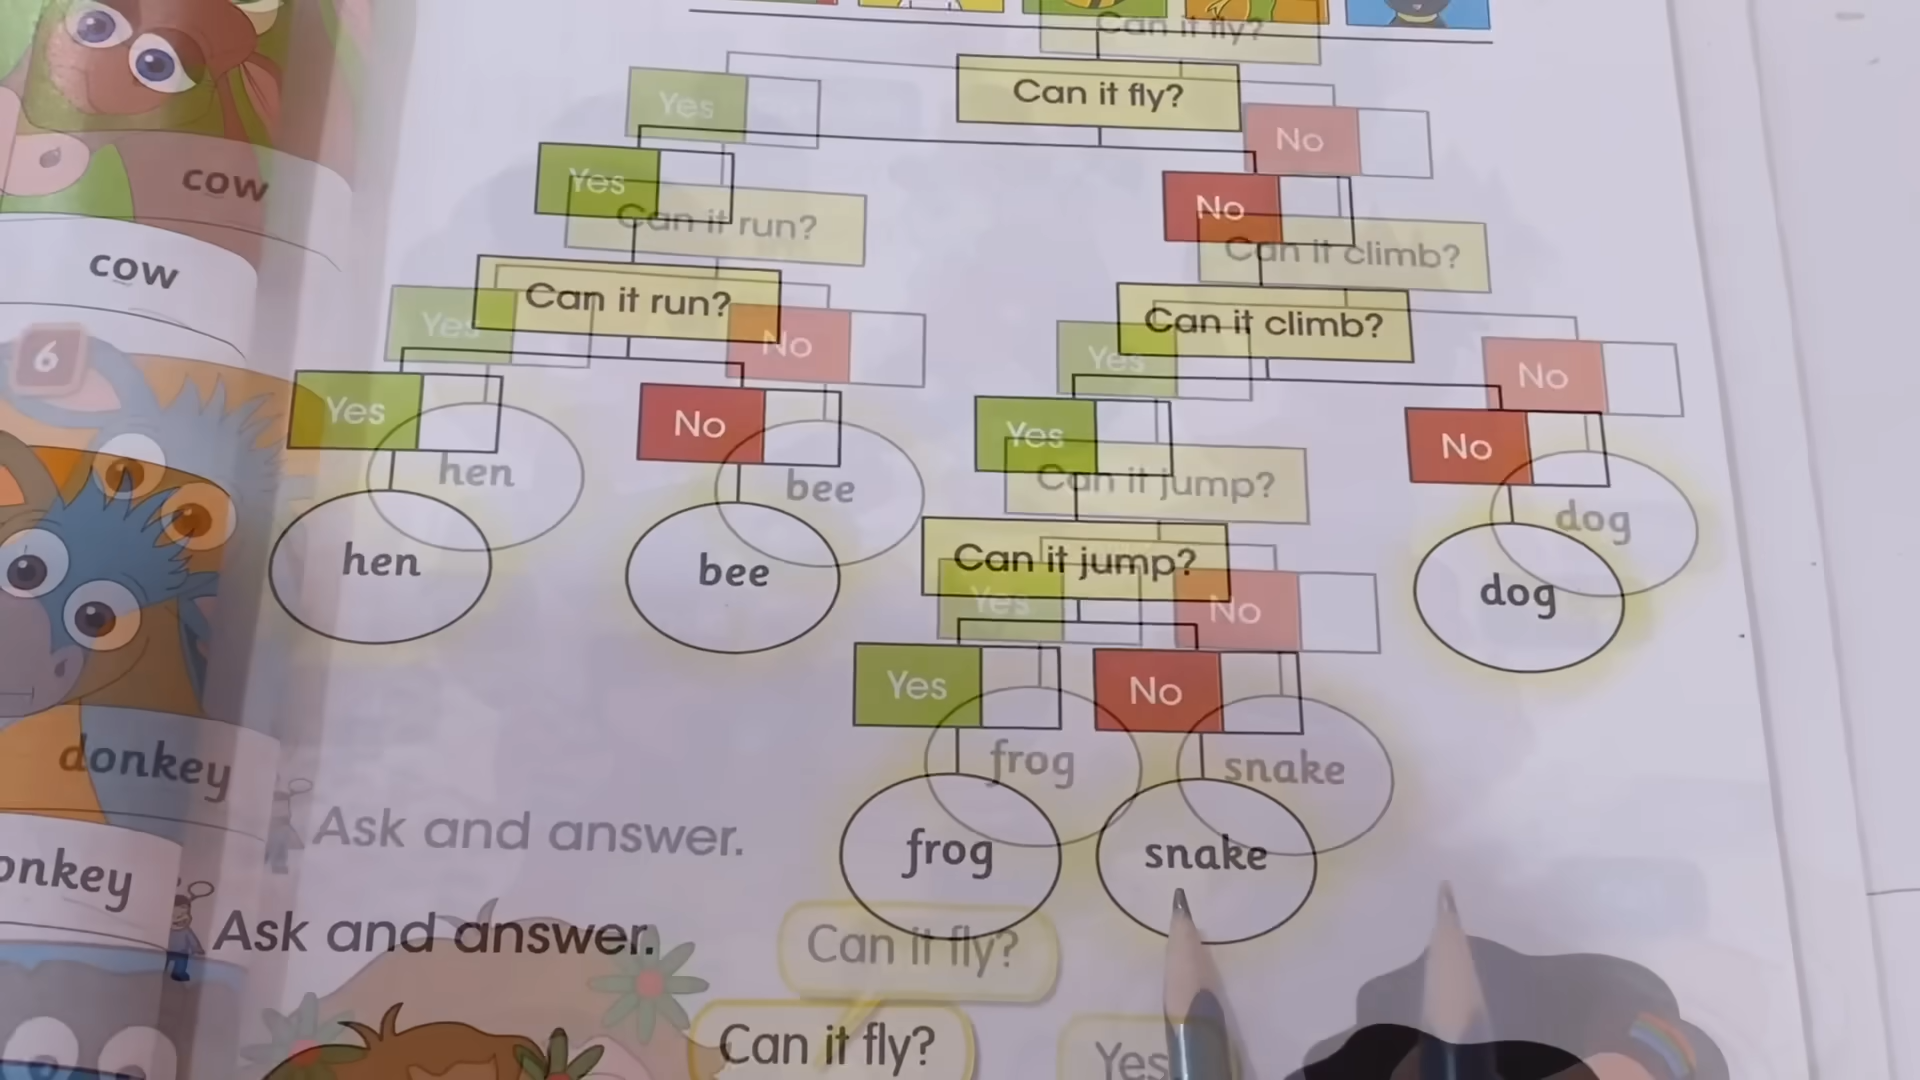 Can it fly?
Can it fly?
Yes
No
Yes
No
Can it run?
Can it climb?
Can it run?
Can it climb?
Yes
No
Yes
No
Yes
No
Yes
No
hen
bee
Can it jump?
dog
hen
bee
Can it jump?
dog
Yes
No
Yes
No
frog
snake
frog
snake
Ask and answer.
Ask and answer.
Can it fly?
Can it fly?
Yes
cow
cow
6
donkey
onkey